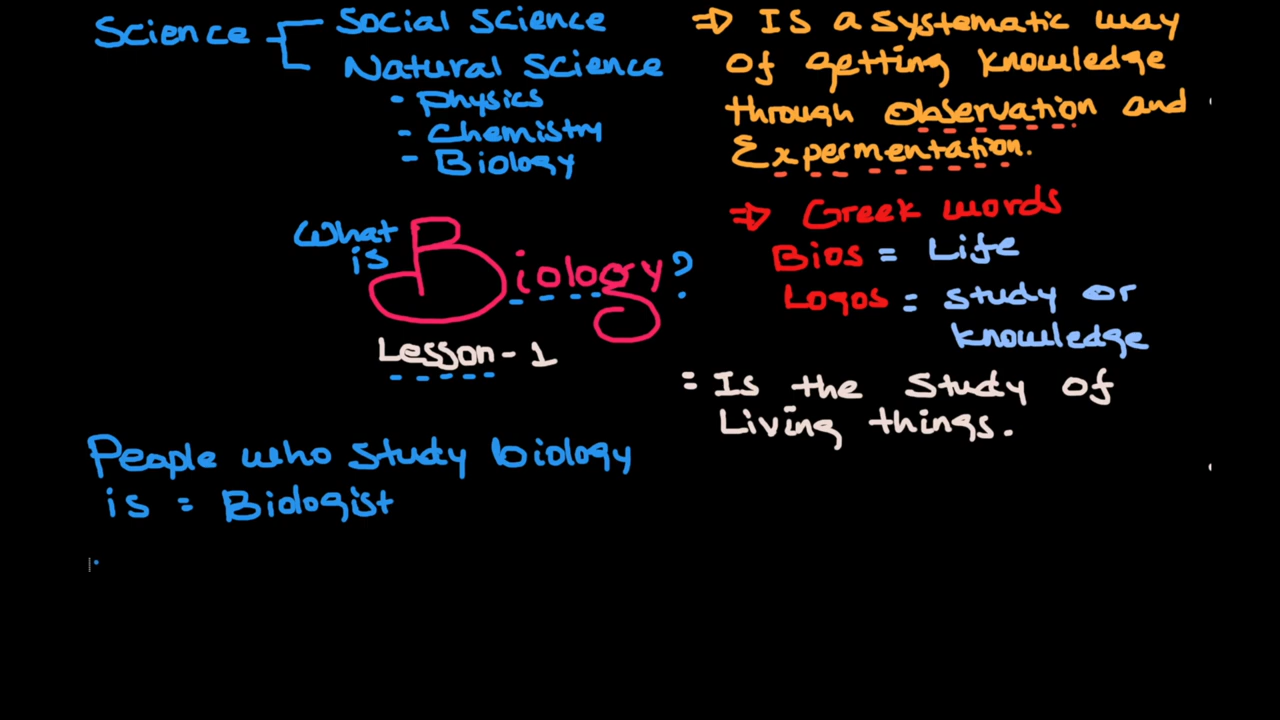 Science
Social Science
Natural Science
- Physics
- Chemistry
- Biology
What is Biology?
Lesson - 1
People who study biology
is = Biologist
⇒ Is a systematic way
of getting knowledge
through Observation and
Expermentation.
⇒ Greek words
Bios = Life
Logos = study or
knowledge
= Is the Study of
Living things.